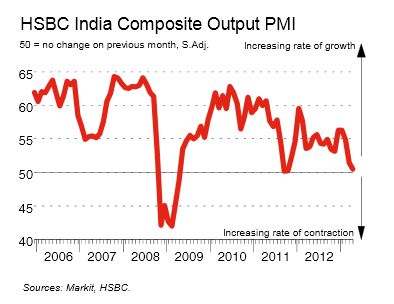 HSBC India Composite Output PMI
50 = no change on previous month, S.Adj.
Increasing rate of growth
65
60
55
50
45
40
Increasing rate of contraction
2006 2007 2008 2009 2010 2011 2012
Sources: Markit, HSBC.